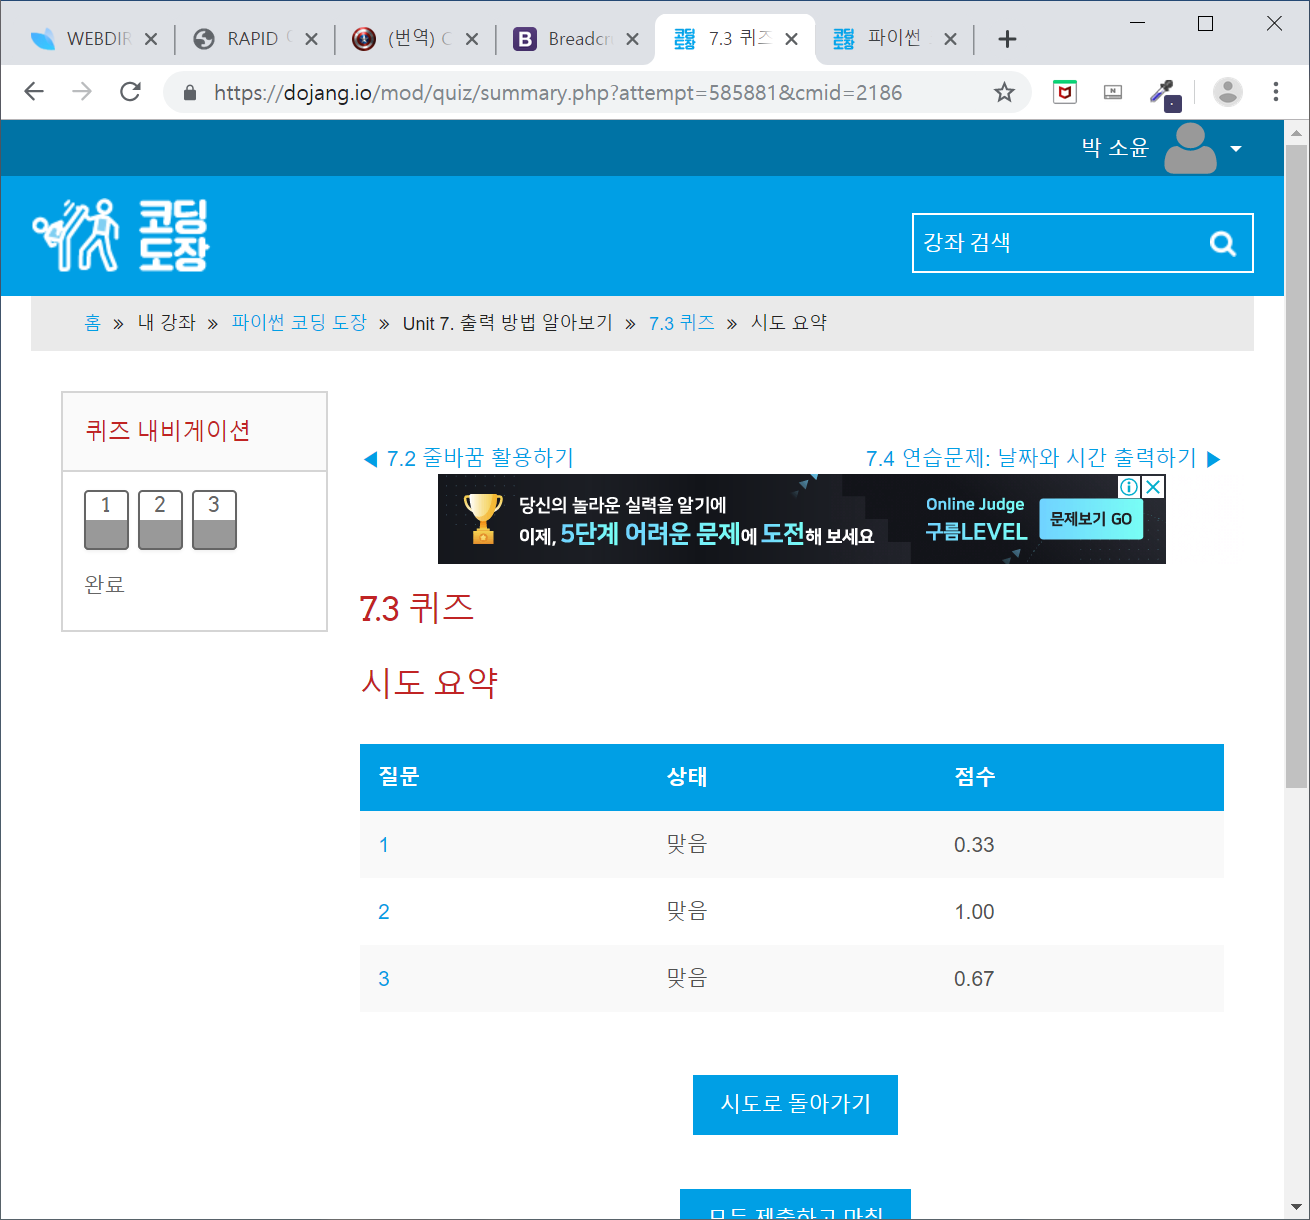 WEBDIR
RAPID
(번역) C
Breadcr
7.3 퀴즈
파이썬
https://dojang.io/mod/quiz/summary.php?attempt=585881&cmid=2186
박 소윤
코딩
도장
강좌 검색
홈 » 내 강좌 » 파이썬 코딩 도장 » Unit 7. 출력 방법 알아보기 » 7.3 퀴즈 » 시도 요약
퀴즈 내비게이션
1 2 3
완료
◀ 7.2 줄바꿈 활용하기
7.4 연습문제: 날짜와 시간 출력하기 ▶
당신의 놀라운 실력을 알기에
이제, 5단계 어려운 문제에 도전해 보세요
Online Judge
구름LEVEL
문제보기 GO
7.3 퀴즈
시도 요약
질문 상태 점수
1 맞음 0.33
2 맞음 1.00
3 맞음 0.67
시도로 돌아가기
모두 제출하고 마침